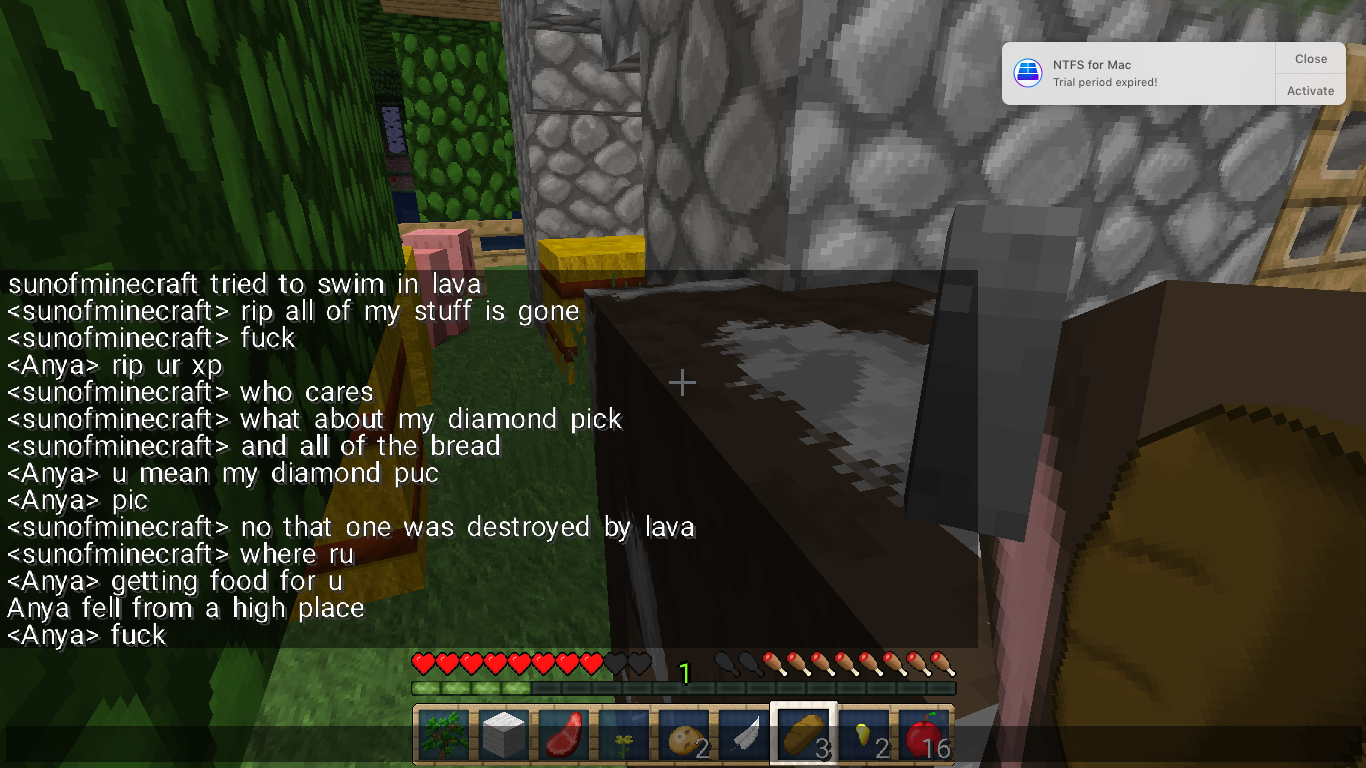 NTFS for Mac
Trial period expired!
Close
Activate
sunofminecraft tried to swim in lava
<sunofminecraft> rip all of my stuff is gone
<sunofminecraft> fuck
<Anya> rip ur xp
<sunofminecraft> who cares
<sunofminecraft> what about my diamond pick
<sunofminecraft> and all of the bread
<Anya> u mean my diamond puc
<Anya> pic
<sunofminecraft> no that one was destroyed by lava
<sunofminecraft> where ru
<Anya> getting food for u
Anya fell from a high place
<Anya> fuck
1
2 3 2 16